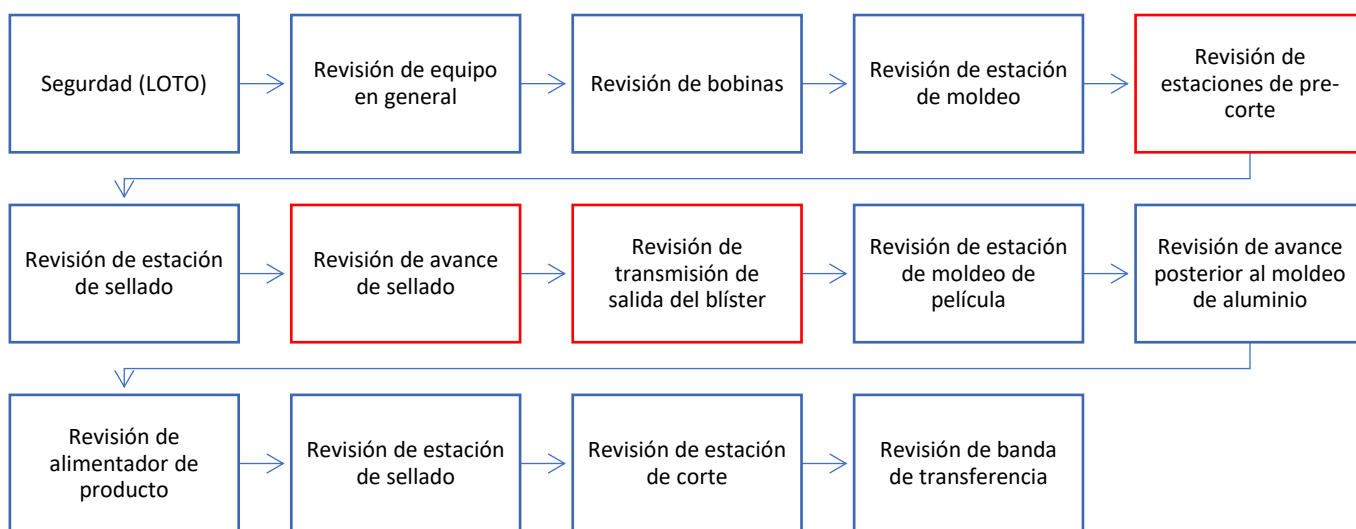 Segurdad (LOTO)
Revisión de equipo
en general
Revisión de bobinas
Revisión de estación
de moldeo
Revisión de
estaciones de pre-
corte
Revisión de estación
de sellado
Revisión de avance
de sellado
Revisión de
transmisión de
salida del blíster
Revisión de estación
de moldeo de
película
Revisión de avance
posterior al moldeo
de aluminio
Revisión de
alimentador de
producto
Revisión de estación
de sellado
Revisión de estación
de corte
Revisión de banda
de transferencia